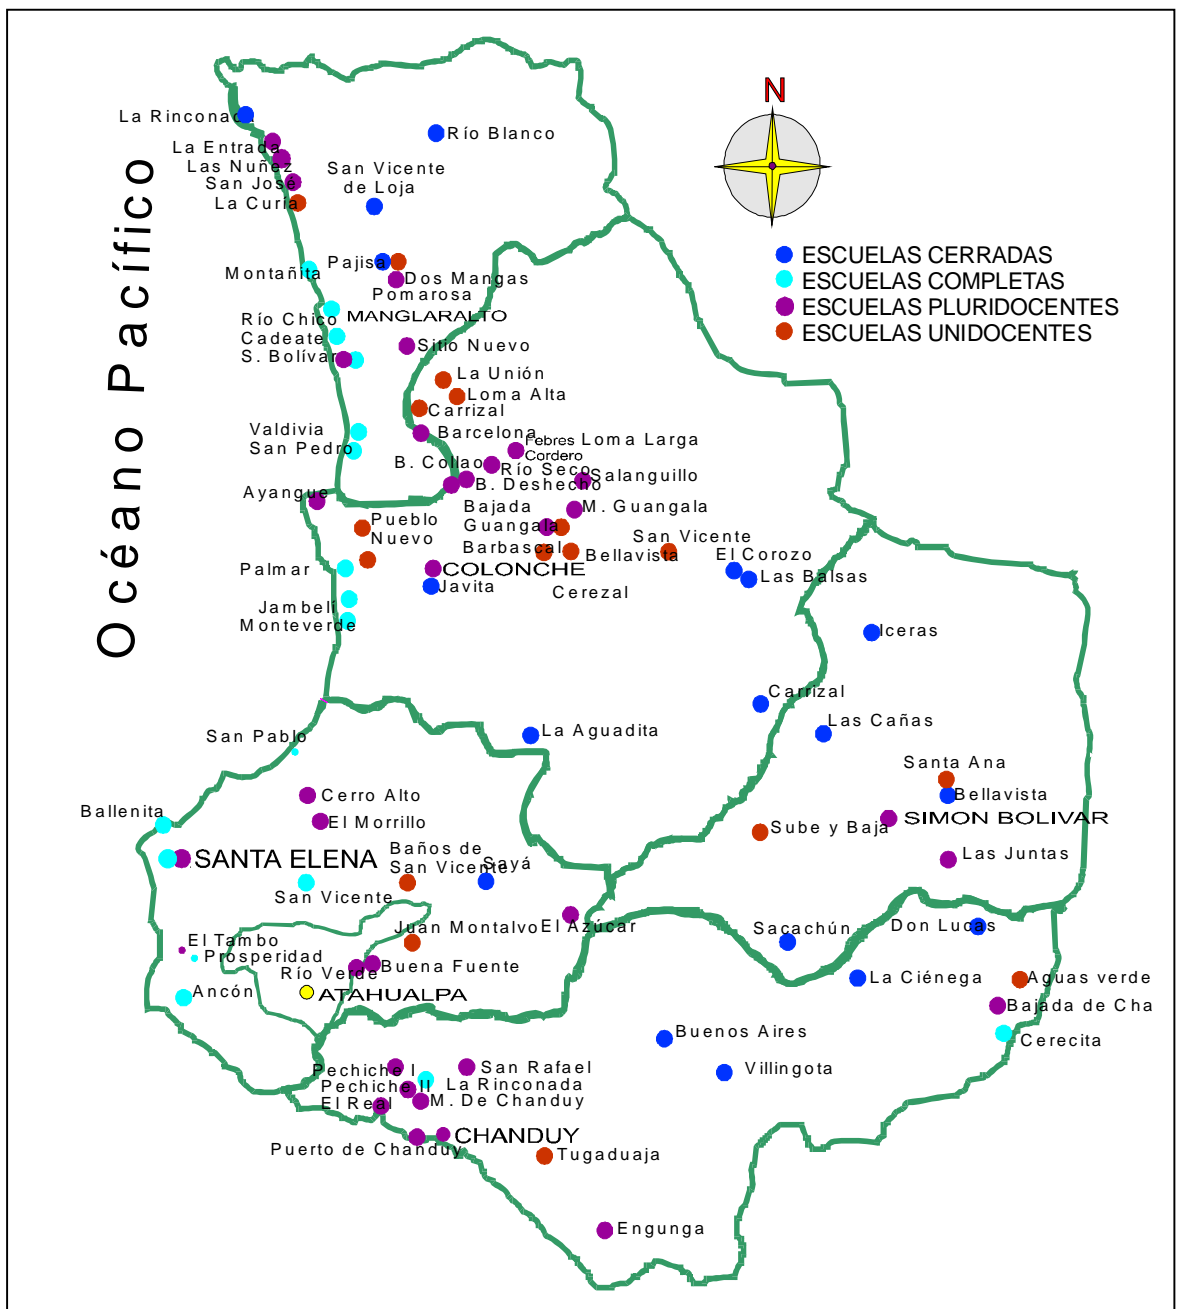 N
La Rinconada
Río Blanco
La Entrada
Las Nuñez
San José
La Curia
San Vicente
de Loja
Océano Pacífico
ESCUELAS CERRADAS
ESCUELAS COMPLETAS
ESCUELAS PLURIDOCENTES
ESCUELAS UNIDOCENTES
Montañita
Pajisa
Dos Mangas
Pomarosa
Río Chico
MANGLARALTO
Cadeate
S. Bolívar
Sitio Nuevo
La Unión
Loma Alta
Carrizal
Valdivia
Barcelona
San Pedro
Febres
Cordero
Loma Larga
B. Collao
Río Seco
Salanguillo
B. Deshecho
Ayangue
Bajada
Guangala
M. Guangala
Pueblo
Nuevo
San Vicente
Barbascal
Bellavista
El Corozo
Palmar
COLONCHE
Las Balsas
Javita
Cerezal
Jambelí
Monteverde
Iceras
Carrizal
Las Cañas
La Aguadita
San Pablo
Santa Ana
Cerro Alto
Bellavista
Ballenita
El Morrillo
SIMON BOLIVAR
Sube y Baja
SANTA ELENA
Baños de
San Vicente
Sayá
Las Juntas
San Vicente
Juan Montalvo
El Azúcar
Sacachún
Don Lucas
El Tambo
Prosperidad
Río Verde
Buena Fuente
La Ciénega
Aguas verde
Ancón
ATAHUALPA
Bajada de Cha
Buenos Aires
Cerecita
Pechiche I
San Rafael
Villingota
Pechiche II
La Rinconada
El Real
M. De Chanduy
CHANDUY
Puerto de Chanduy
Tugaduaja
Engunga